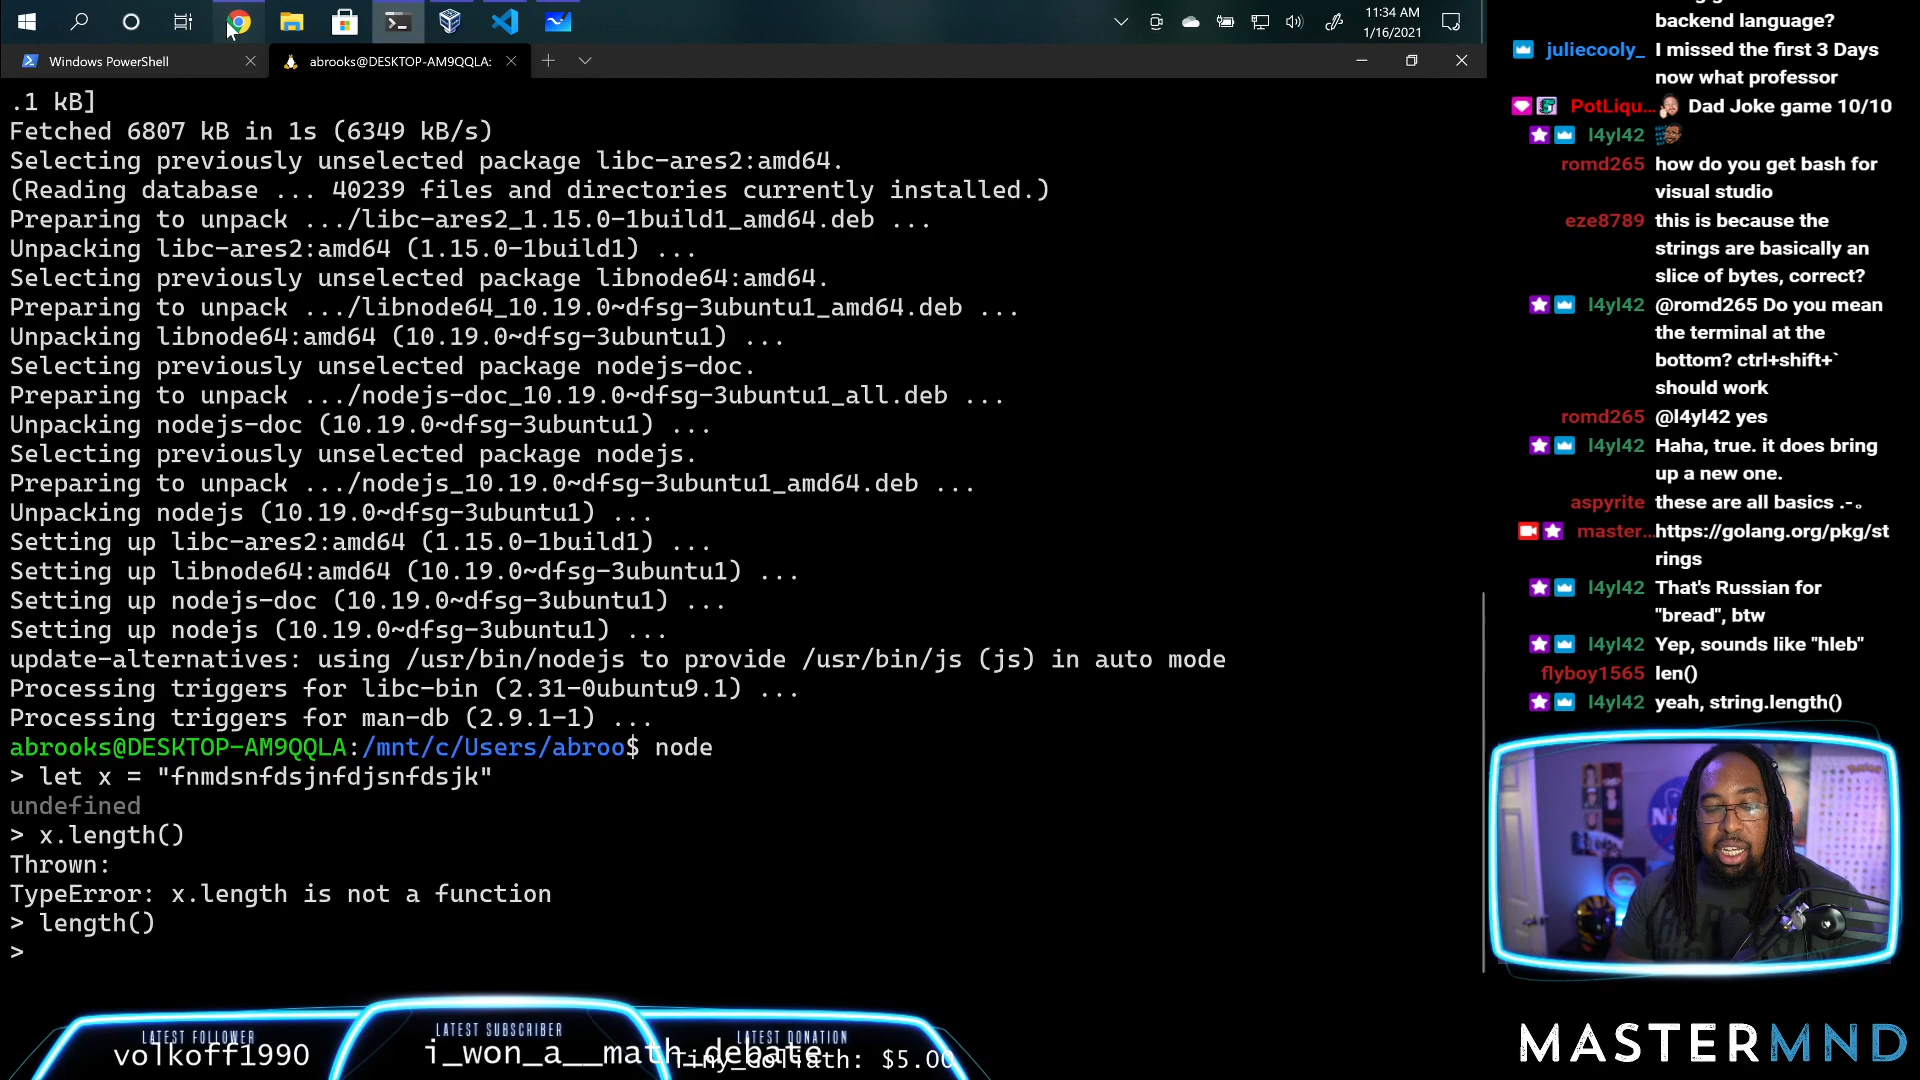 11:34 AM
1/16/2021
Windows PowerShell
abrooks@DESKTOP-AM9QQLA:
.1 kB]
Fetched 6807 kB in 1s (6349 kB/s)
Selecting previously unselected package libc-ares2:amd64.
(Reading database ... 40239 files and directories currently installed.)
Preparing to unpack .../libc-ares2_1.15.0-1build1_amd64.deb ...
Unpacking libc-ares2:amd64 (1.15.0-1build1) ...
Selecting previously unselected package libnode64:amd64.
Preparing to unpack .../libnode64_10.19.0~dfsg-3ubuntu1_amd64.deb ...
Unpacking libnode64:amd64 (10.19.0~dfsg-3ubuntu1) ...
Selecting previously unselected package nodejs-doc.
Preparing to unpack .../nodejs-doc_10.19.0~dfsg-3ubuntu1_all.deb ...
Unpacking nodejs-doc (10.19.0~dfsg-3ubuntu1) ...
Selecting previously unselected package nodejs.
Preparing to unpack .../nodejs_10.19.0~dfsg-3ubuntu1_amd64.deb ...
Unpacking nodejs (10.19.0~dfsg-3ubuntu1) ...
Setting up libc-ares2:amd64 (1.15.0-1build1) ...
Setting up libnode64:amd64 (10.19.0~dfsg-3ubuntu1) ...
Setting up nodejs-doc (10.19.0~dfsg-3ubuntu1) ...
Setting up nodejs (10.19.0~dfsg-3ubuntu1) ...
update-alternatives: using /usr/bin/nodejs to provide /usr/bin/js (js) in auto mode
Processing triggers for libc-bin (2.31-0ubuntu9.1) ...
Processing triggers for man-db (2.9.1-1) ...
abrooks@DESKTOP-AM9QQLA:/mnt/c/Users/abroo$ node
> let x = "fnmdsnfdsjnfdjsnfdsjk"
undefined
> x.length()
Thrown:
TypeError: x.length is not a function
> length()
>
backend language?
juliecooly_ I missed the first 3 Days
now what professor
PotLiqu... Dad Joke game 10/10
l4yl42
romd265 how do you get bash for
visual studio
eze8789 this is because the
strings are basically an
slice of bytes, correct?
l4yl42 @romd265 Do you mean
the terminal at the
bottom? ctrl+shift+`
should work
romd265 @l4yl42 yes
l4yl42 Haha, true. it does bring
up a new one.
aspyrite these are all basics .-。
master... https://golang.org/pkg/st
rings
l4yl42 That's Russian for
"bread", btw
l4yl42 Yep, sounds like "hleb"
flyboy1565 len()
l4yl42 yeah, string.length()
LATEST FOLLOWER
volkoff1990
LATEST SUBSCRIBER
i_won_a__math_debate
LATEST DONATION
Tiny_Goliath: $5.00
MASTERMND